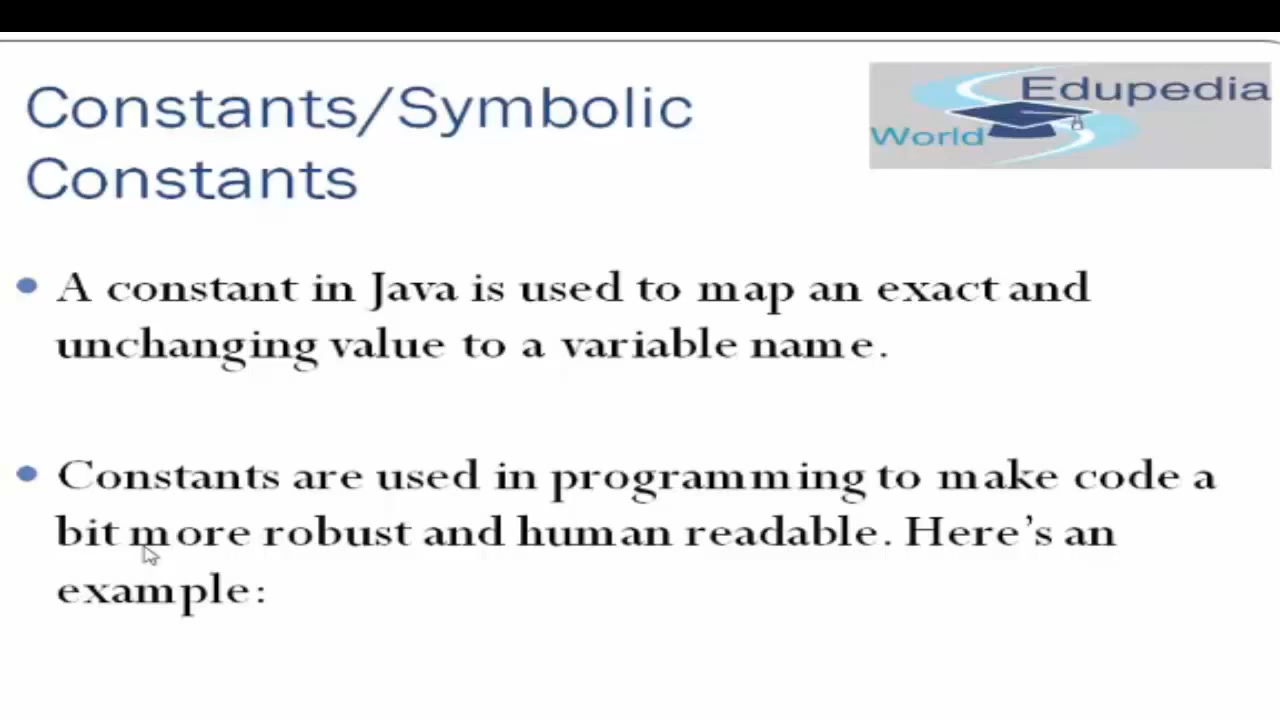 Constants/Symbolic
Constants
Edupedia
World
• A constant in Java is used to map an exact and
unchanging value to a variable name.
• Constants are used in programming to make code a
bit more robust and human readable. Here’s an
example: